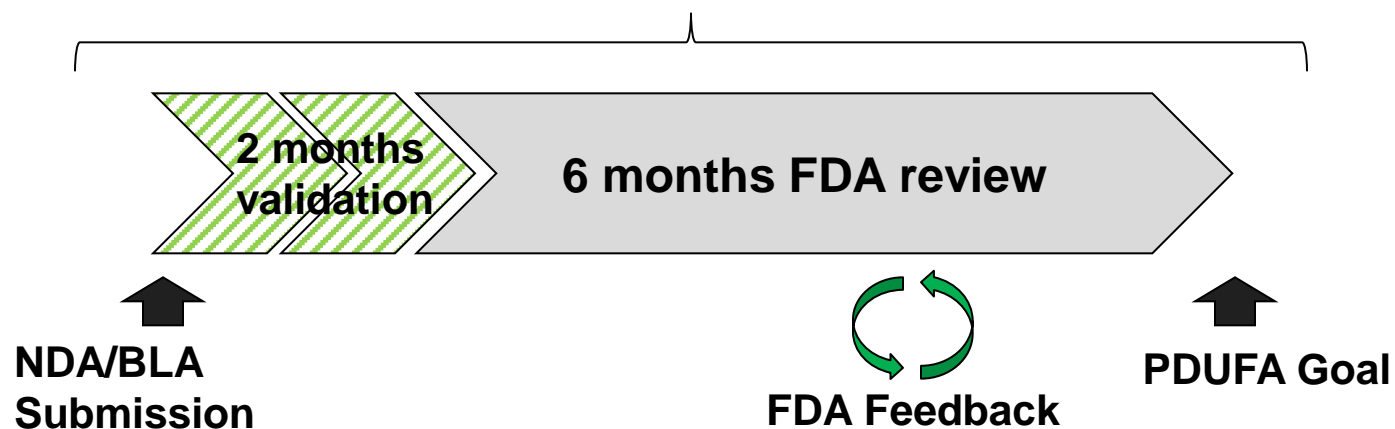 2 months
validation
6 months FDA review
NDA/BLA
Submission
FDA Feedback
PDUFA Goal